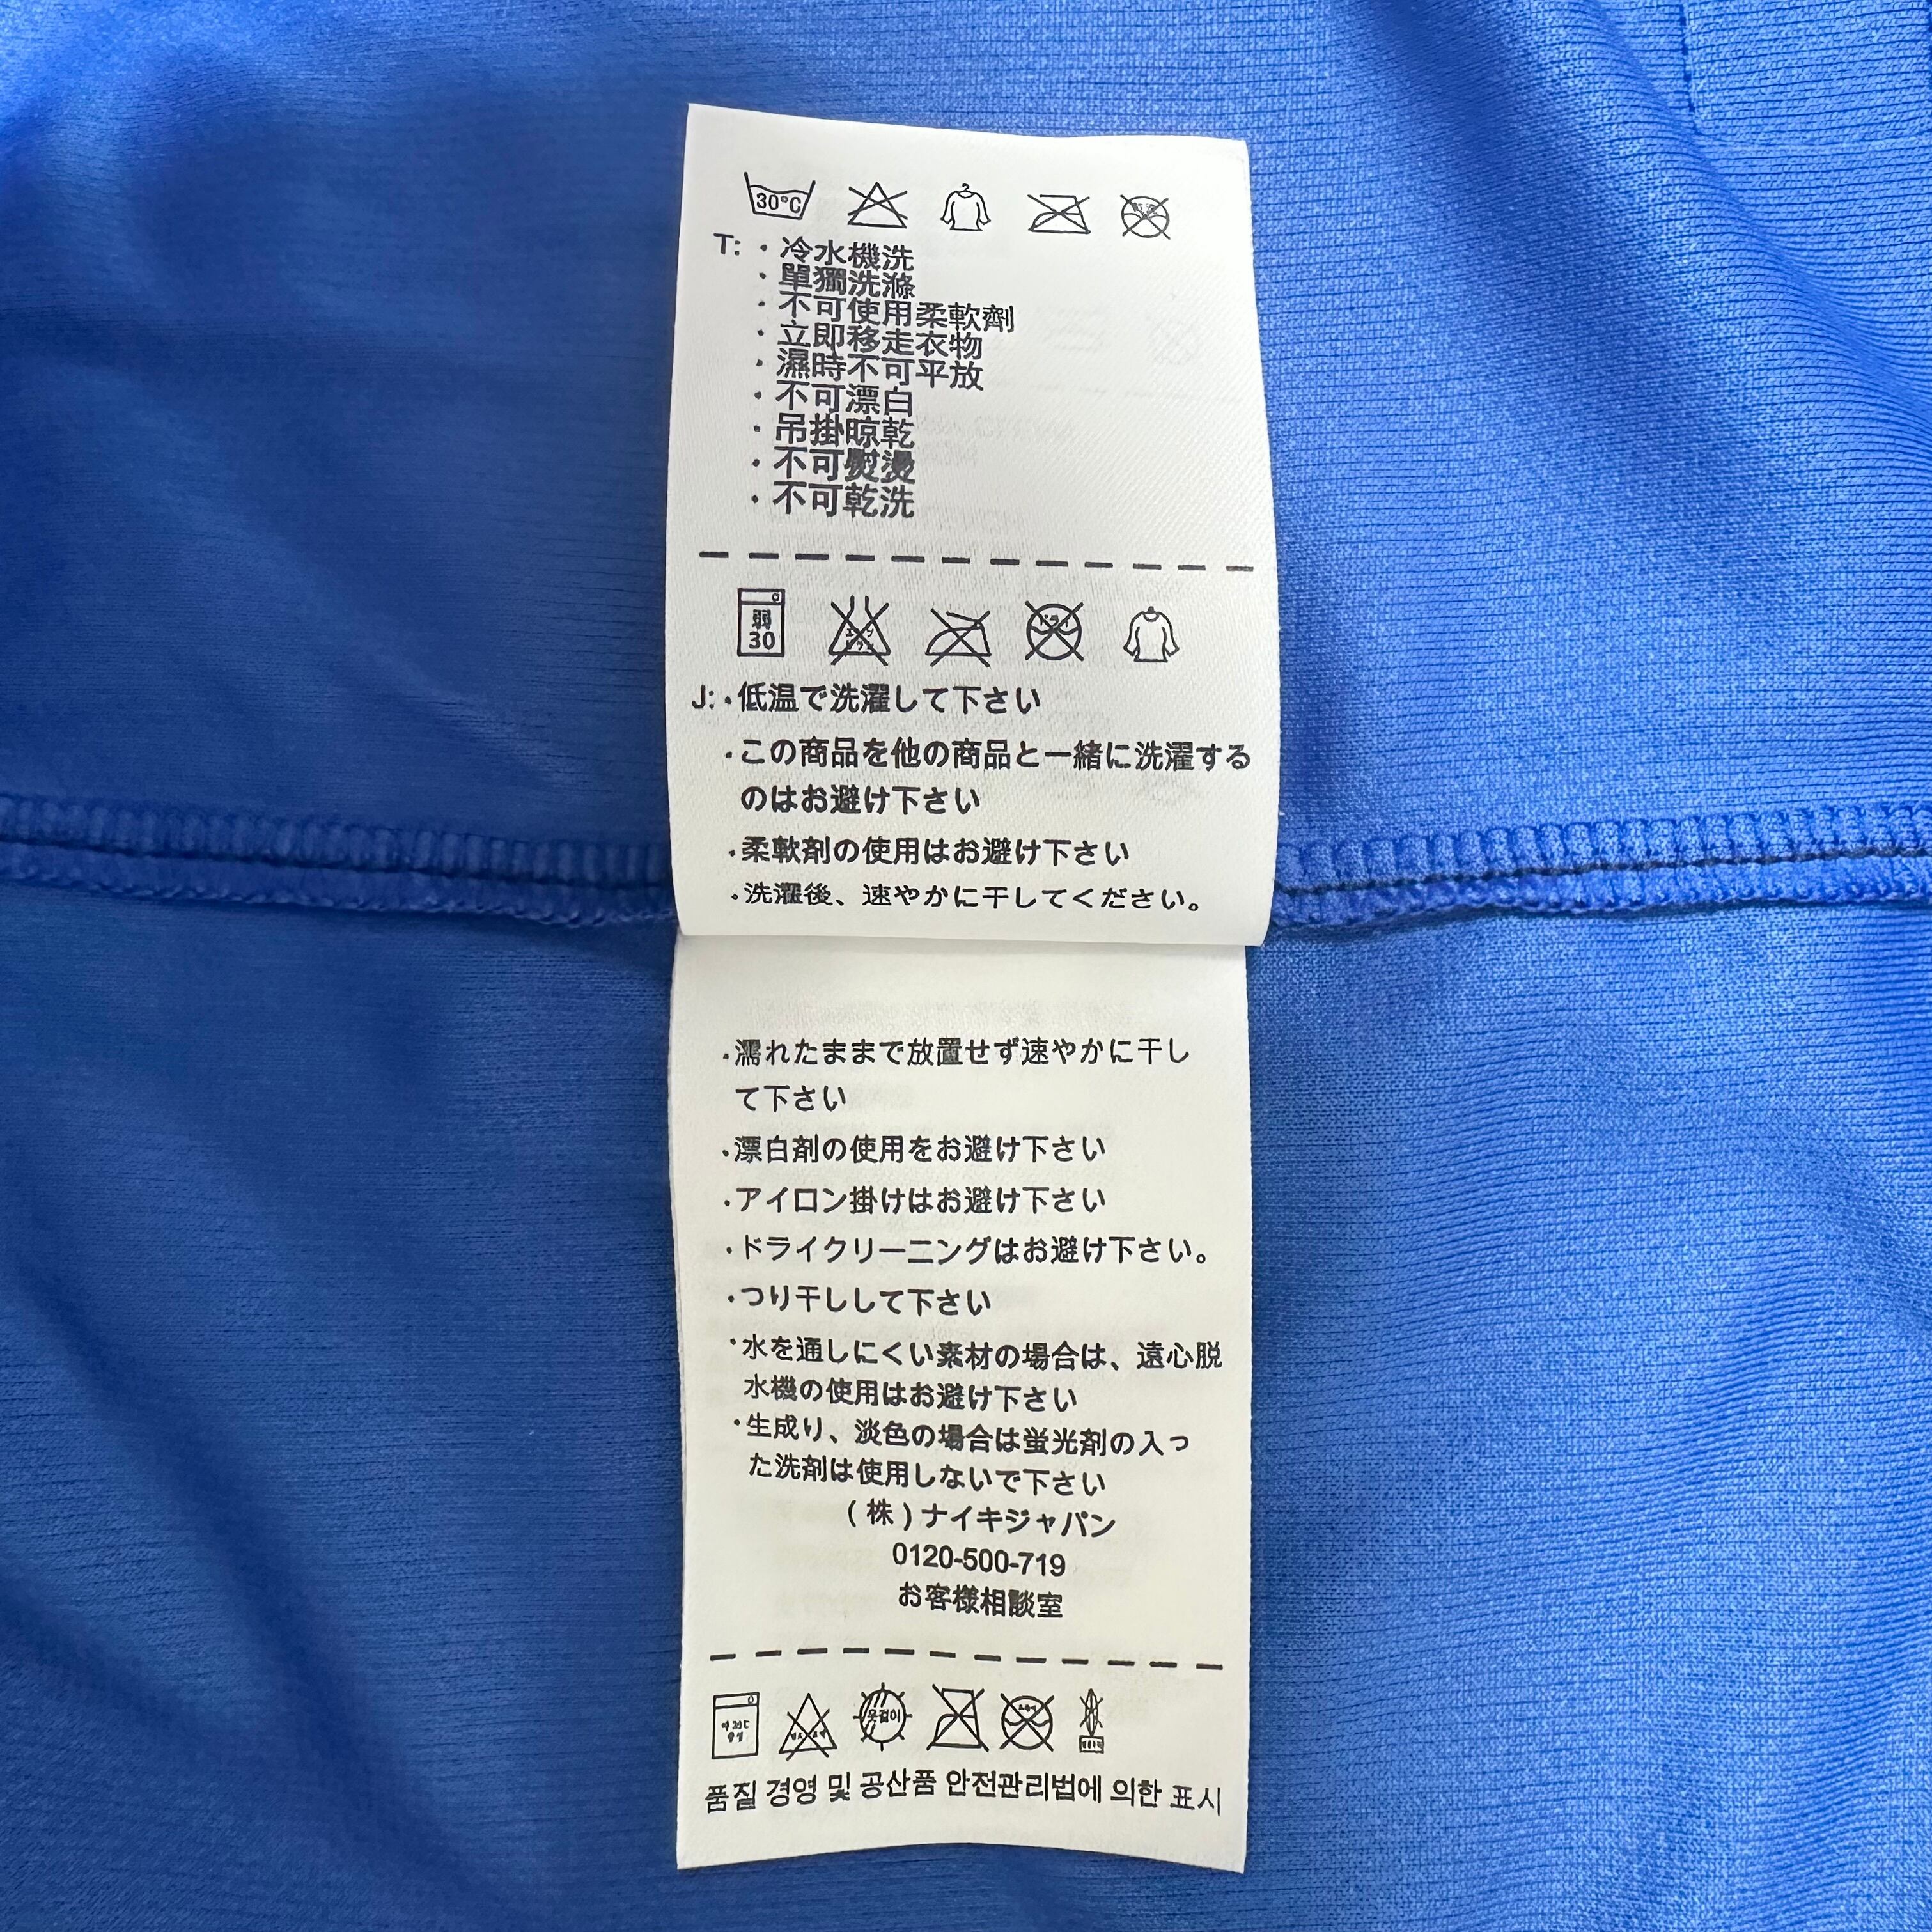 30°C
T: · 冷水機洗
· 單獨洗滌
· 不可使用柔軟劑
· 立即移走衣物
· 濕時不可平放
· 不可漂白
· 吊掛晾乾
· 不可熨燙
· 不可乾洗
弱
30
ドライ
J: ·低温で洗濯して下さい
·この商品を他の商品と一緒に洗濯する
のはお避け下さい
·柔軟剤の使用はお避け下さい
·洗濯後、速やかに干してください。
·濡れたままで放置せず速やかに干し
て下さい
·漂白剤の使用をお避け下さい
·アイロン掛けはお避け下さい
·ドライクリーニングはお避け下さい。
·つり干しして下さい
·水を通しにくい素材の場合は、遠心脱
水機の使用はお避け下さい
·生成り、淡色の場合は蛍光剤の入っ
た洗剤は使用しないで下さい
(株)ナイキジャパン
0120-500-719
お客様相談室
옷걸이
품질 경영 및 공산품 안전관리법에 의한 표시